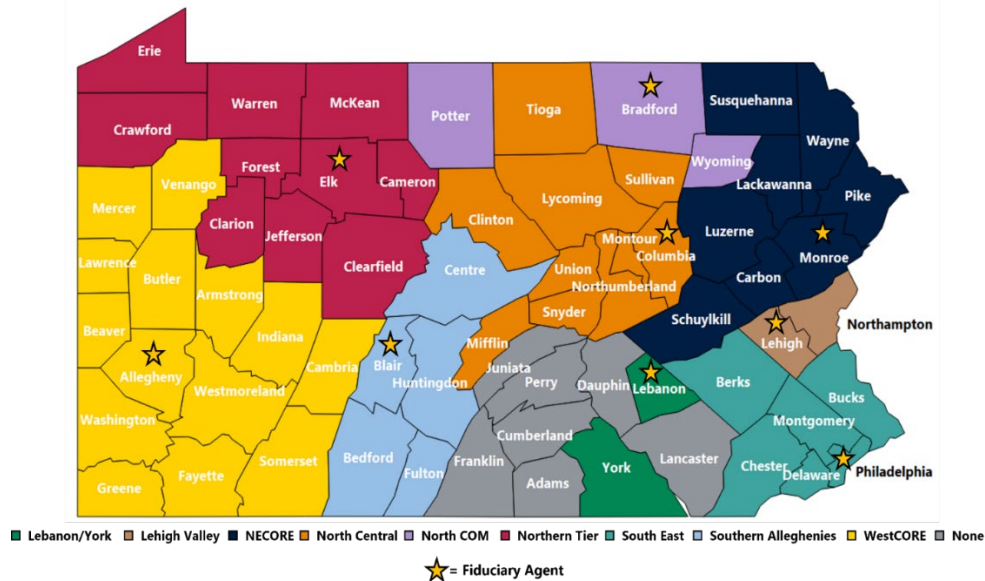 Erie
Warren
McKean
Crawford
Potter
Tioga
Bradford
Susquehanna
Wayne
Forest
Elk
Cameron
Venango
Mercer
Clarion
Jefferson
Clearfield
Clinton
Lycoming
Sullivan
Wyoming
Lackawanna
Pike
Luzerne
Monroe
Carbon
Montour
Columbia
Union
Northumberland
Snyder
Centre
Lawrence
Butler
Armstrong
Indiana
Beaver
Allegheny
Westmoreland
Cambria
Blair
Huntingdon
Mifflin
Juniata
Perry
Dauphin
Lebanon
Schuylkill
Lehigh
Northampton
Berks
Bucks
Montgomery
Washington
Greene
Fayette
Somerset
Bedford
Fulton
Franklin
Cumberland
Adams
York
Lancaster
Chester
Delaware
Philadelphia
Lebanon/York Lehigh Valley NECORE North Central North COM Northern Tier South East Southern Alleghenies WestCORE None
= Fiduciary Agent